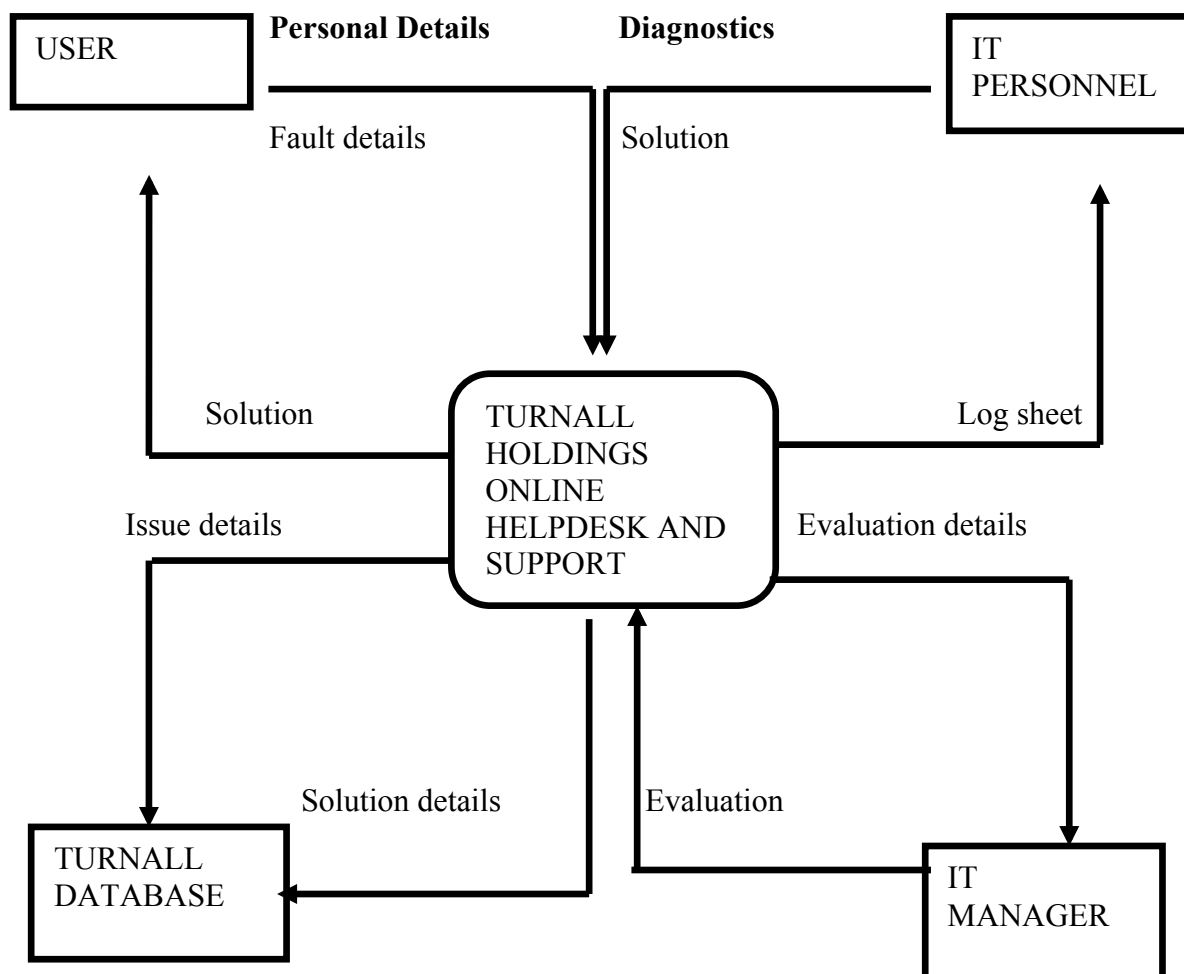 Personal Details
Diagnostics
USER
IT
PERSONNEL
Fault details
Solution
Solution
Log sheet
TURNALL
HOLDINGS
ONLINE
HELPDESK AND
SUPPORT
Issue details
Evaluation details
Solution details
Evaluation
TURNALL
DATABASE
IT
MANAGER